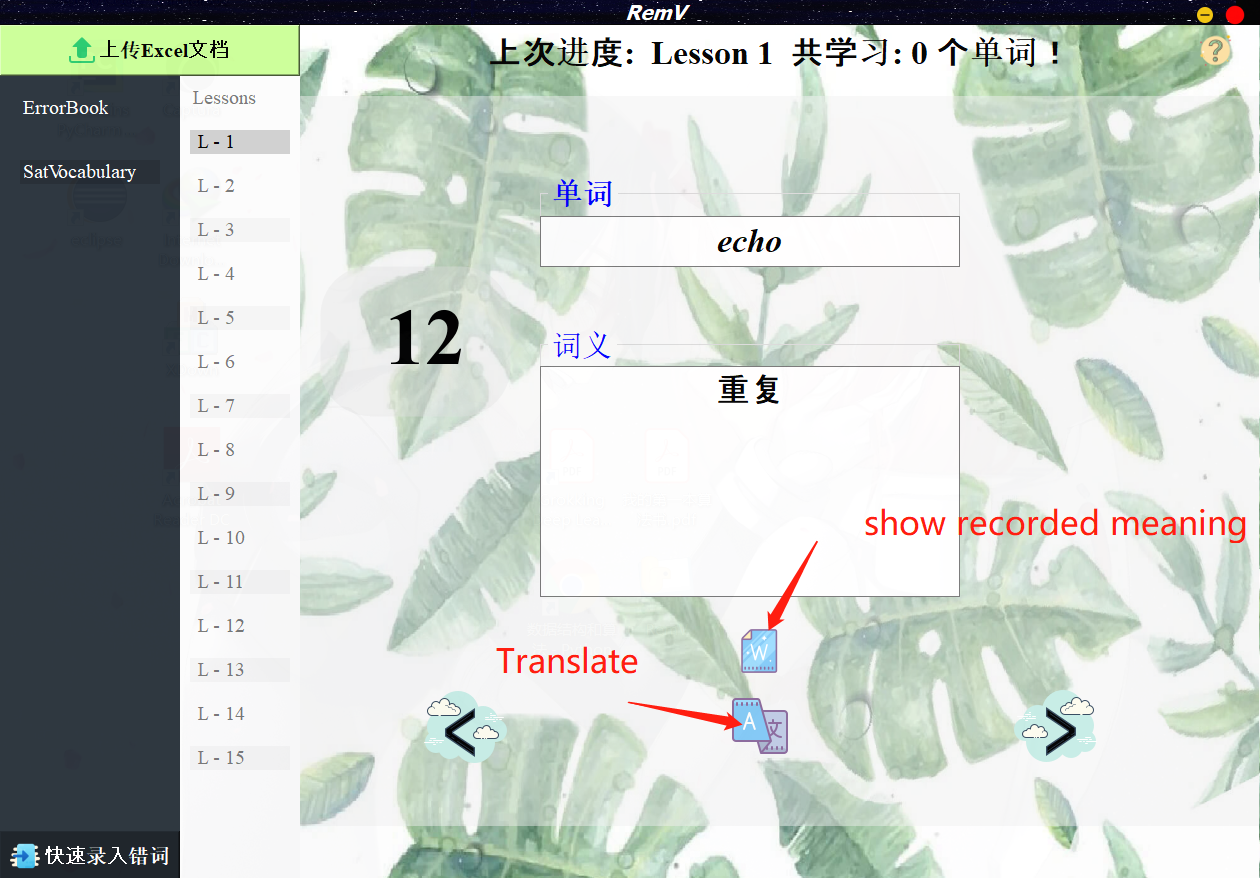 RemV
上传Excel文档
上次进度: Lesson 1 共学习: 0 个单词！
?
ErrorBook
SatVocabulary
Lessons
L - 1
L - 2
L - 3
L - 4
L - 5
L - 6
L - 7
L - 8
L - 9
L - 10
L - 11
L - 12
L - 13
L - 14
L - 15
单词
echo
12
词义
重复
show recorded meaning
W
Translate
A 文
<
>
快速录入错词